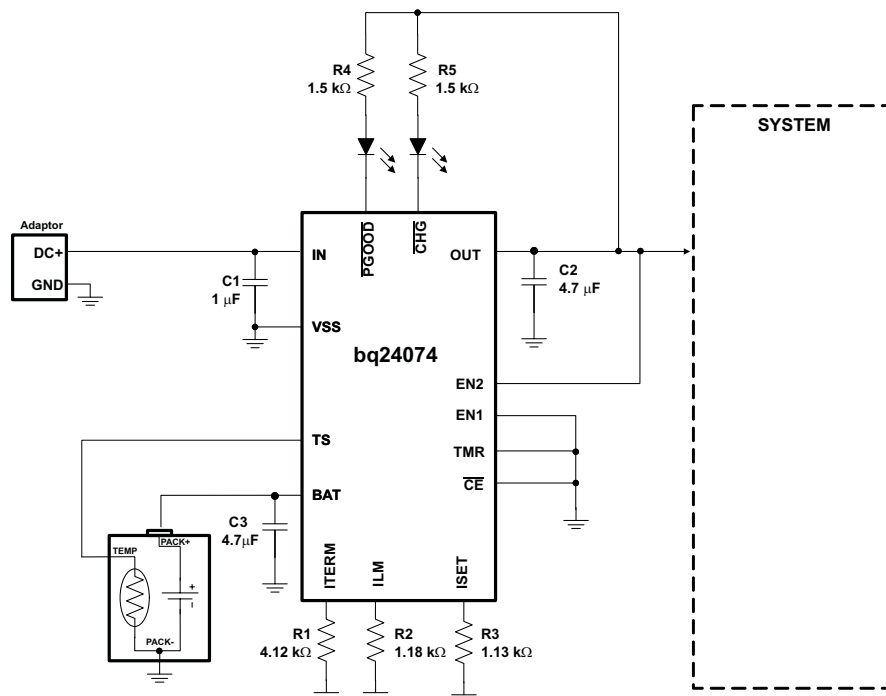 R4
1.5 kΩ
R5
1.5 kΩ
SYSTEM
Adaptor
DC+
GND
C1
1 μF
IN
PGOOD
CHG
OUT
C2
4.7 μF
VSS
bq24074
EN2
EN1
TS
TMR
CE
BAT
C3
4.7μF
TEMP
PACK+
+
−
PACK-
ITERM
ILM
ISET
R1
4.12 kΩ
R2
1.18 kΩ
R3
1.13 kΩ